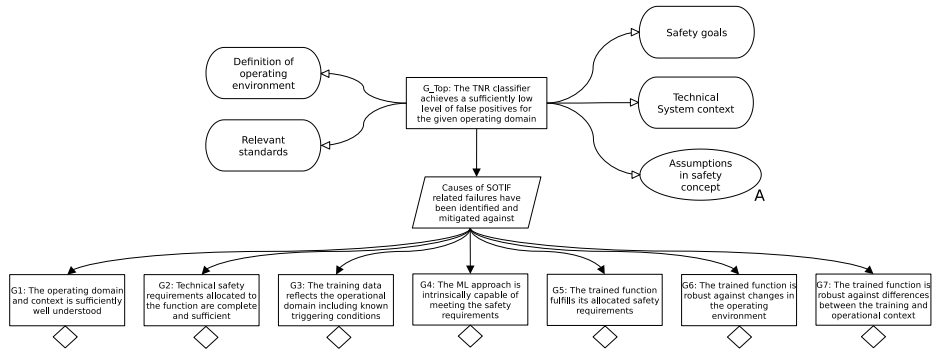 Safety goals
Definition of
operating
environment
G_Top: The TNR classifier
achieves a sufficiently low
level of false positives for
the given operating domain
Technical
System context
Relevant
standards
Assumptions
in safety
concept
A
Causes of SOTIF
related failures have
been identified and
mitigated against
G1: The operating domain
and context is sufficiently
well understood
G2: Technical safety
requirements allocated to
the function are complete
and sufficient
G3: The training data
reflects the operational
domain including known
triggering conditions
G4: The ML approach is
intrinsically capable of
meeting the safety
requirements
G5: The trained function
fulfills its allocated safety
requirements
G6: The trained function is
robust against changes in
the operating
environment
G7: The trained function is
robust against differences
between the training and
operational context